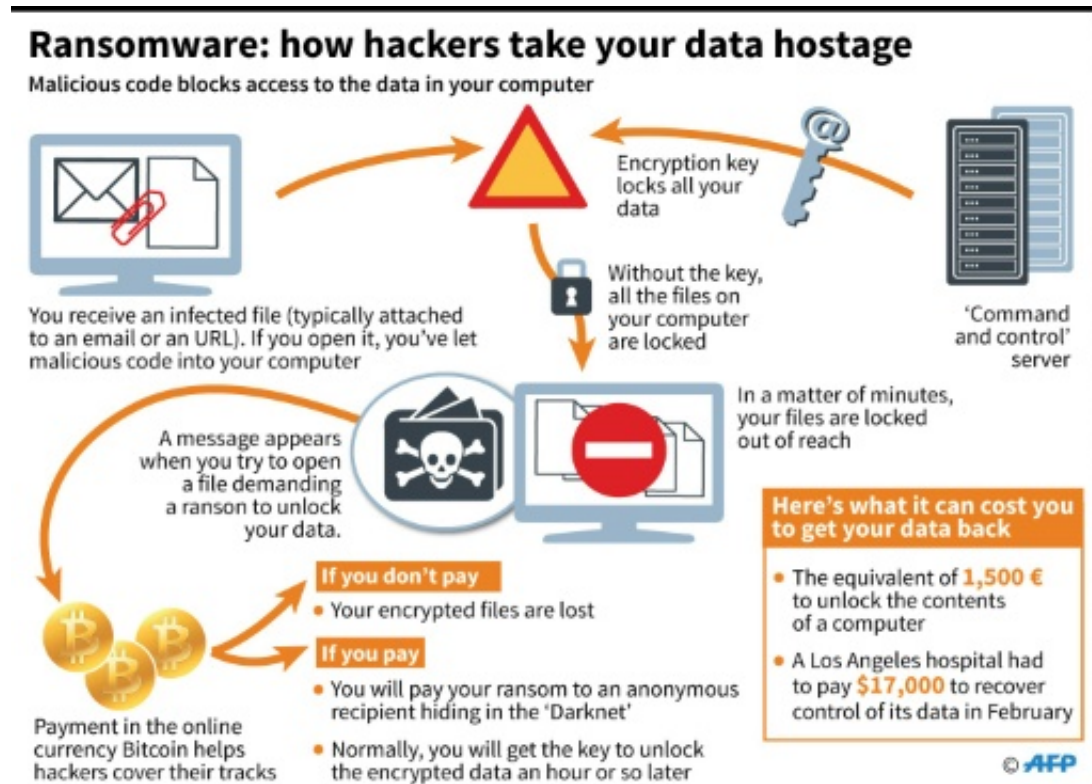 Ransomware: how hackers take your data hostage
Malicious code blocks access to the data in your computer
You receive an infected file (typically attached
to an email or an URL). If you open it, you've let
malicious code into your computer
Encryption key
locks all your
data
@
'Command
and control'
server
Without the key,
all the files on
your computer
are locked
In a matter of minutes,
your files are locked
out of reach
A message appears
when you try to open
a file demanding
a ranson to unlock
your data.
Payment in the online
currency Bitcoin helps
hackers cover their tracks
If you don't pay
• Your encrypted files are lost
If you pay
• You will pay your ransom to an anonymous
recipient hiding in the 'Darknet'
• Normally, you will get the key to unlock
the encrypted data an hour or so later
Here's what it can cost you
to get your data back
• The equivalent of 1,500 €
to unlock the contents
of a computer
• A Los Angeles hospital had
to pay $17,000 to recover
control of its data in February
© AFP